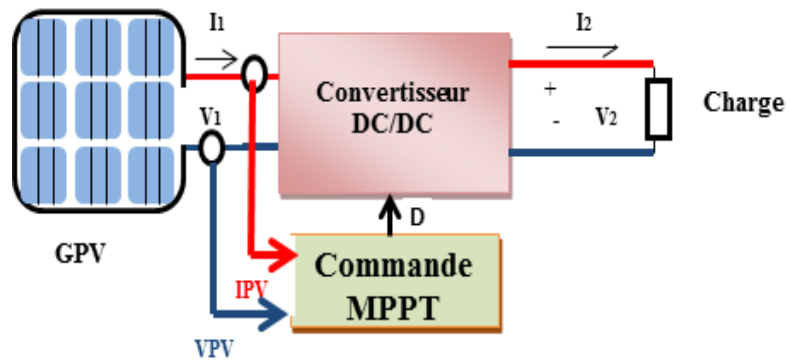 I1
I2
Convertisseur
DC/DC
+
-
V1
V2
Charge
D
GPV
Commande
MPPT
IPV
VPV